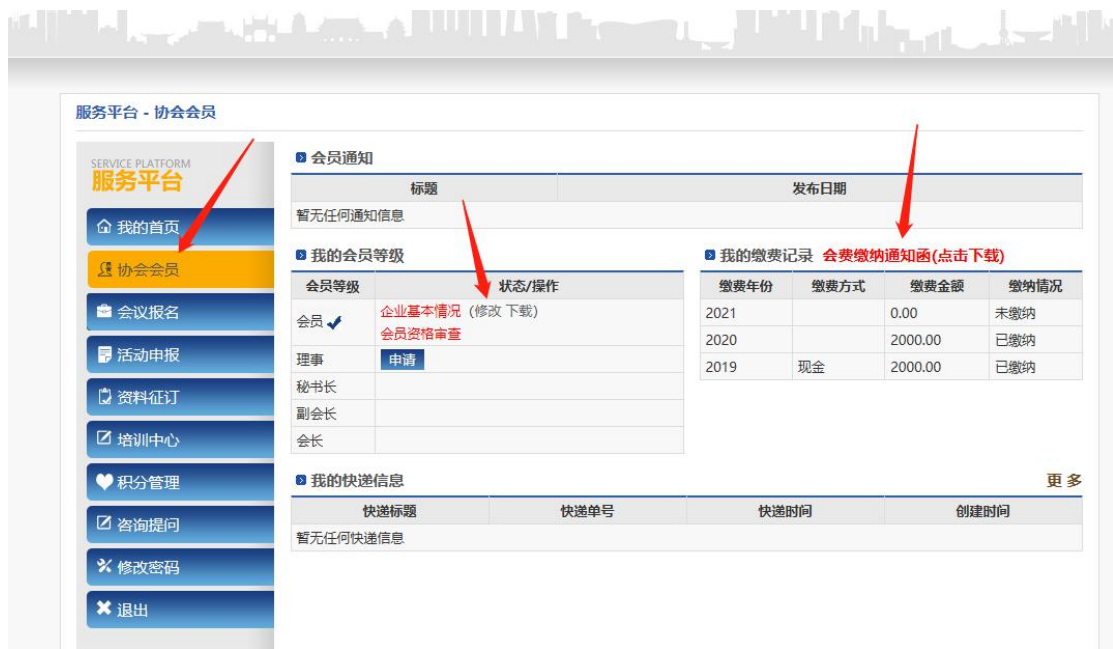 服务平台 - 协会会员
SERVICE PLATFORM
服务平台
我的首页
协会会员
会议报名
活动申报
资料征订
培训中心
积分管理
咨询提问
修改密码
退出
会员通知
标题 发布日期
暂无任何通知信息
我的会员等级
会员等级 状态/操作
会员 企业基本情况 (修改 下载)
会员资格审查
理事 申请
秘书长
副会长
会长
我的缴费记录 会费缴纳通知函(点击下载)
缴费年份 缴费方式 缴费金额 缴纳情况
2021 0.00 未缴纳
2020 2000.00 已缴纳
2019 现金 2000.00 已缴纳
我的快递信息 更多
快递标题 快递单号 快递时间 创建时间
暂无任何快递信息